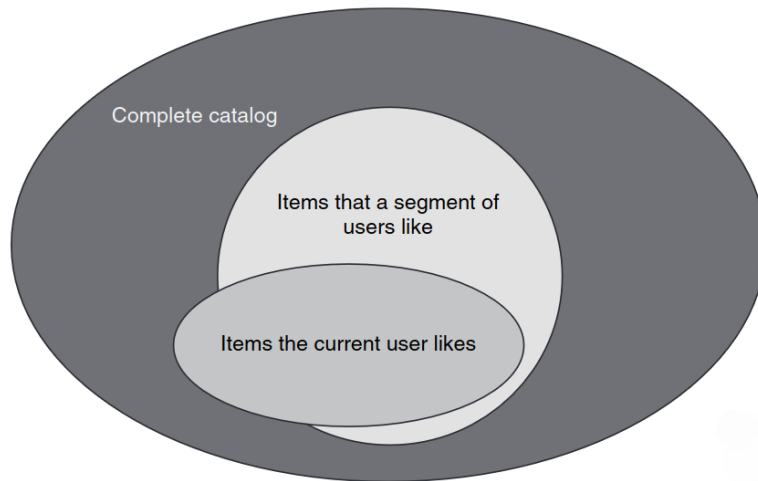 Complete catalog
Items that a segment of
users like
Items the current user likes